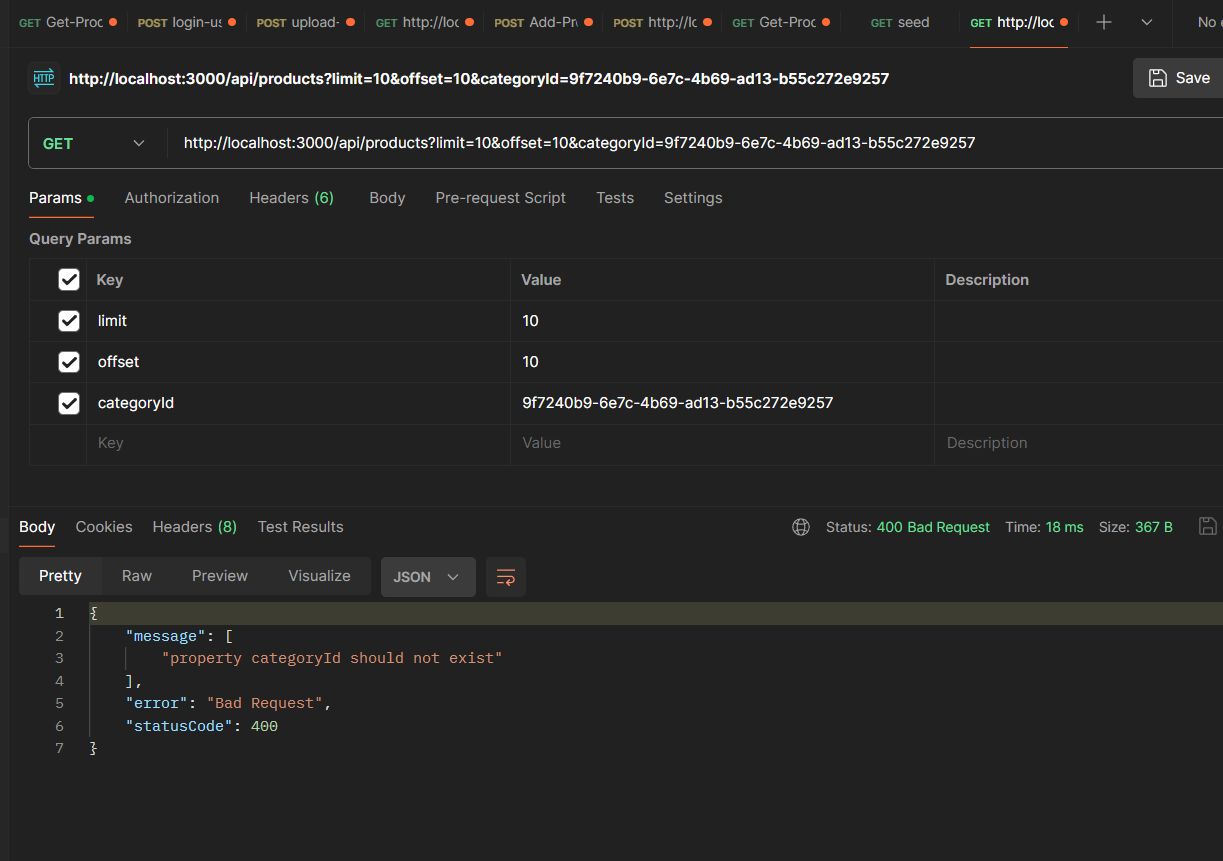 GET Get-Proc POST login-us POST upload- GET http://loc POST Add-Pr POST http://lc GET Get-Proc GET seed GET http://loc No
HTTP http://localhost:3000/api/products?limit=10&offset=10&categoryId=9f7240b9-6e7c-4b69-ad13-b55c272e9257 Save
GET http://localhost:3000/api/products?limit=10&offset=10&categoryId=9f7240b9-6e7c-4b69-ad13-b55c272e9257
Params Authorization Headers (6) Body Pre-request Script Tests Settings
Query Params
Key Value Description
limit 10
offset 10
categoryId 9f7240b9-6e7c-4b69-ad13-b55c272e9257
Key Value Description
Body Cookies Headers (8) Test Results Status: 400 Bad Request Time: 18 ms Size: 367 B
Pretty Raw Preview Visualize JSON
1 {
2 "message": [
3 "property categoryId should not exist"
4 ],
5 "error": "Bad Request",
6 "statusCode": 400
7 }